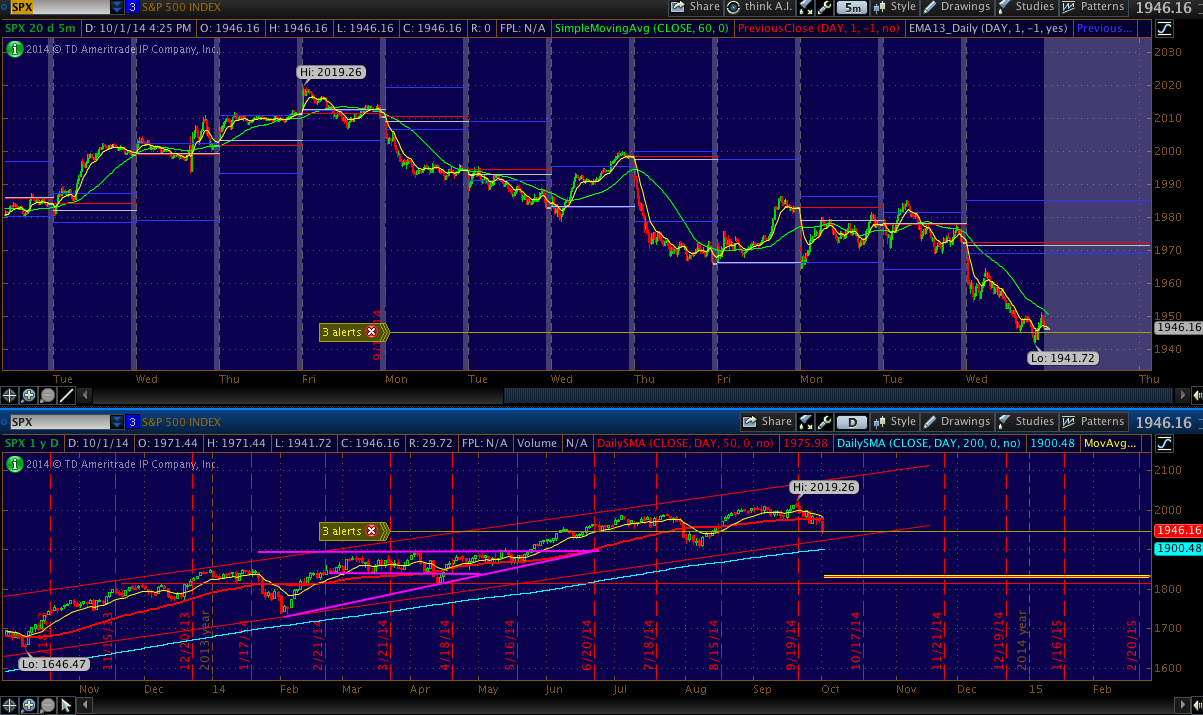 SPX 3 S&P 500 INDEX Share think A.I. 5m Style Drawings Studies Patterns 1946.16
SPX 20 d 5m D: 10/1/14 4:25 PM O: 1946.16 H: 1946.16 L: 1946.16 C: 1946.16 R: 0 FPL: N/A SimpleMovingAvg (CLOSE, 60, 0) PreviousClose (DAY, 1, -1, no) EMA13_Daily (DAY, 1, -1, yes) Previous...
2014 © TD Ameritrade IP Company, Inc.
2030
Hi: 2019.26
2020
2010
2000
1990
1980
1970
1960
1950
3 alerts
1946.16
1940
Lo: 1941.72
Tue Wed Thu Fri Mon Tue Wed Thu Fri Mon Tue Wed Thu
SPX 3 S&P 500 INDEX Share D Style Drawings Studies Patterns 1946.16
SPX 1 y D D: 10/1/14 O: 1971.44 H: 1971.44 L: 1941.72 C: 1946.16 R: 29.72 FPL: N/A Volume N/A DailySMA (CLOSE, DAY, 50, 0, no) 1975.98 DailySMA (CLOSE, DAY, 200, 0, no) 1900.48 MovAvg...
2014 © TD Ameritrade IP Company, Inc.
2100
Hi: 2019.26
2000
3 alerts
1946.16
1900.48
1800
1700
11/15/13 12/20/13 2013 year 1/17/14 2/21/14 3/21/14 4/18/14 5/16/14 6/20/14 7/18/14 8/15/14 9/19/14 10/17/14 11/21/14 12/19/14 2014 year 1/16/15 2/20/15
Lo: 1646.47
1600
Nov Dec 14 Feb Mar Apr May Jun Jul Aug Sep Oct Nov Dec 15 Feb